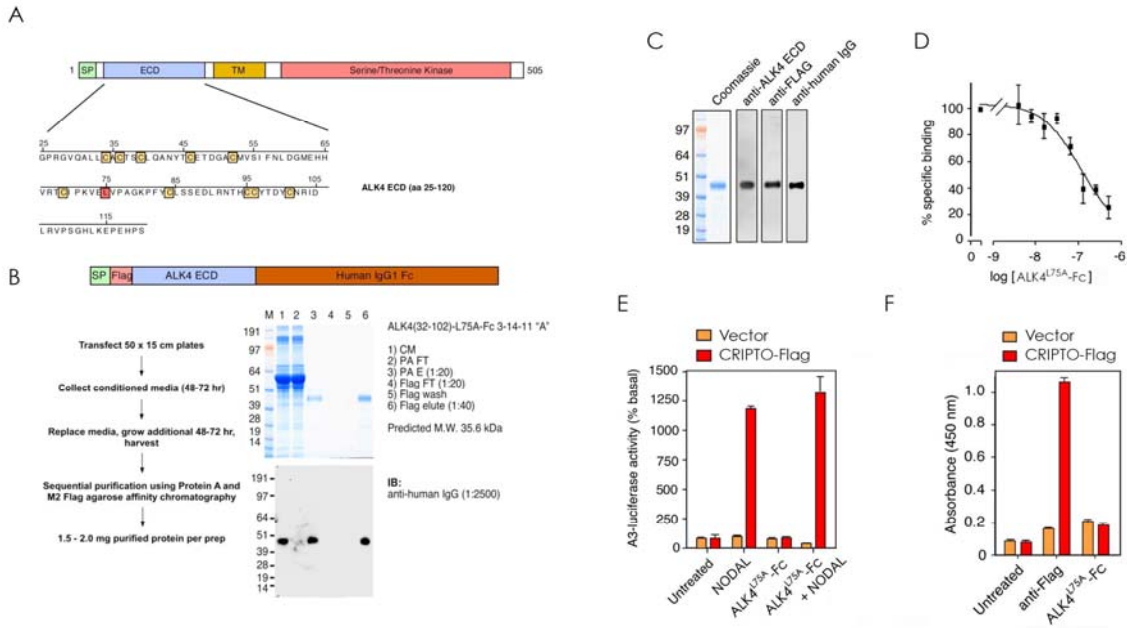 A
1 SP ECD TM Serine/Threonine Kinase 505
25 35 45 55 65
GPRGVQALLCACTSCLQANYTCETDGACMVSIFNLDGMEHH
75 85 95 105
VRTCIPKVELVPAGKPFYCLSSEDLRNTHCCYTDYCNRID
ALK4 ECD (aa 25-120)
115
LRVPSGHLKEPEHPS
B
SP Flag ALK4 ECD Human IgG1 Fc
Transfect 50 x 15 cm plates
Collect conditioned media (48-72 hr)
Replace media, grow additional 48-72 hr,
harvest
Sequential purification using Protein A and
M2 Flag agarose affinity chromatography
1.5 - 2.0 mg purified protein per prep
M 1 2 3 4 5 6
191
97
64
51
39
28
19
14
ALK4(32-102)-L75A-Fc 3-14-11 "A"
1) CM
2) PA FT
3) PA E (1:20)
4) Flag FT (1:20)
5) Flag wash
6) Flag elute (1:40)
Predicted M.W. 35.6 kDa
191
97
64
51
39
28
19
14
IB:
anti-human IgG (1:2500)
C
Coomassie
anti-ALK4 ECD
anti-FLAG
anti-human IgG
97
64
51
39
28
19
D
% specific binding
100
80
60
40
20
0
0 -9 -8 -7 -6
log [ALK4L75A-Fc]
E
Vector
CRIPTO-Flag
A3-luciferase activity (% basal)
1500
1250
1000
750
500
250
0
Untreated
NODAL
ALK4L75A-Fc
ALK4L75A-Fc
+ NODAL
F
Vector
CRIPTO-Flag
Absorbance (450 nm)
1.0
0.8
0.6
0.4
0.2
0
Untreated
anti-Flag
ALK4L75A-Fc